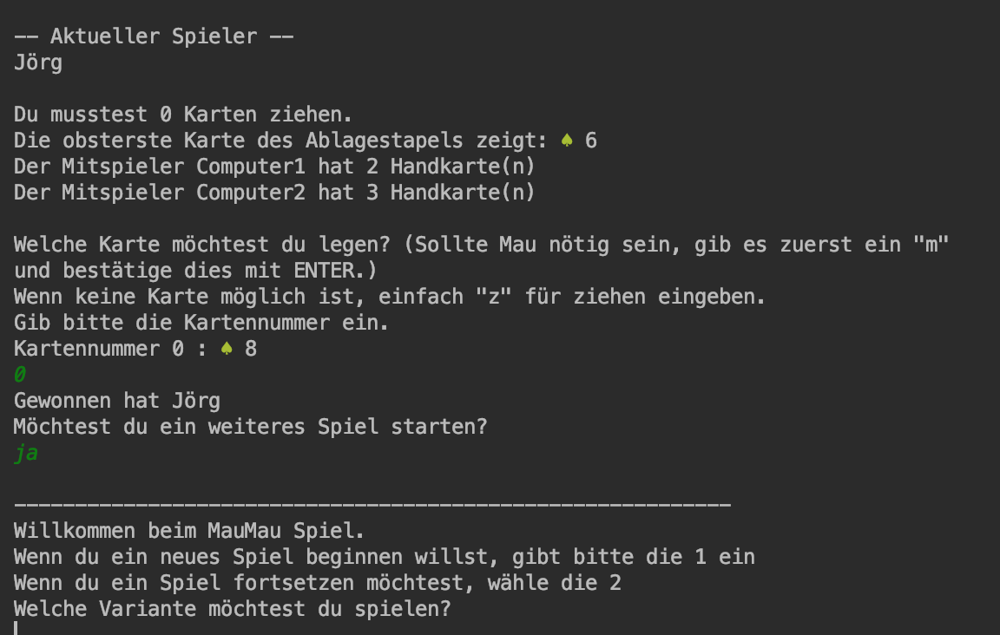 -- Aktueller Spieler --
Jörg
Du musstest 0 Karten ziehen.
Die obsterste Karte des Ablagestapels zeigt: ♠ 6
Der Mitspieler Computer1 hat 2 Handkarte(n)
Der Mitspieler Computer2 hat 3 Handkarte(n)
Welche Karte möchtest du legen? (Sollte Mau nötig sein, gib es zuerst ein "m"
und bestätige dies mit ENTER.)
Wenn keine Karte möglich ist, einfach "z" für ziehen eingeben.
Gib bitte die Kartennummer ein.
Kartennummer 0 : ♠ 8
0
Gewonnen hat Jörg
Möchtest du ein weiteres Spiel starten?
ja
-----------------------------------------------------------
Willkommen beim MauMau Spiel.
Wenn du ein neues Spiel beginnen willst, gibt bitte die 1 ein
Wenn du ein Spiel fortsetzen möchtest, wähle die 2
Welche Variante möchtest du spielen?